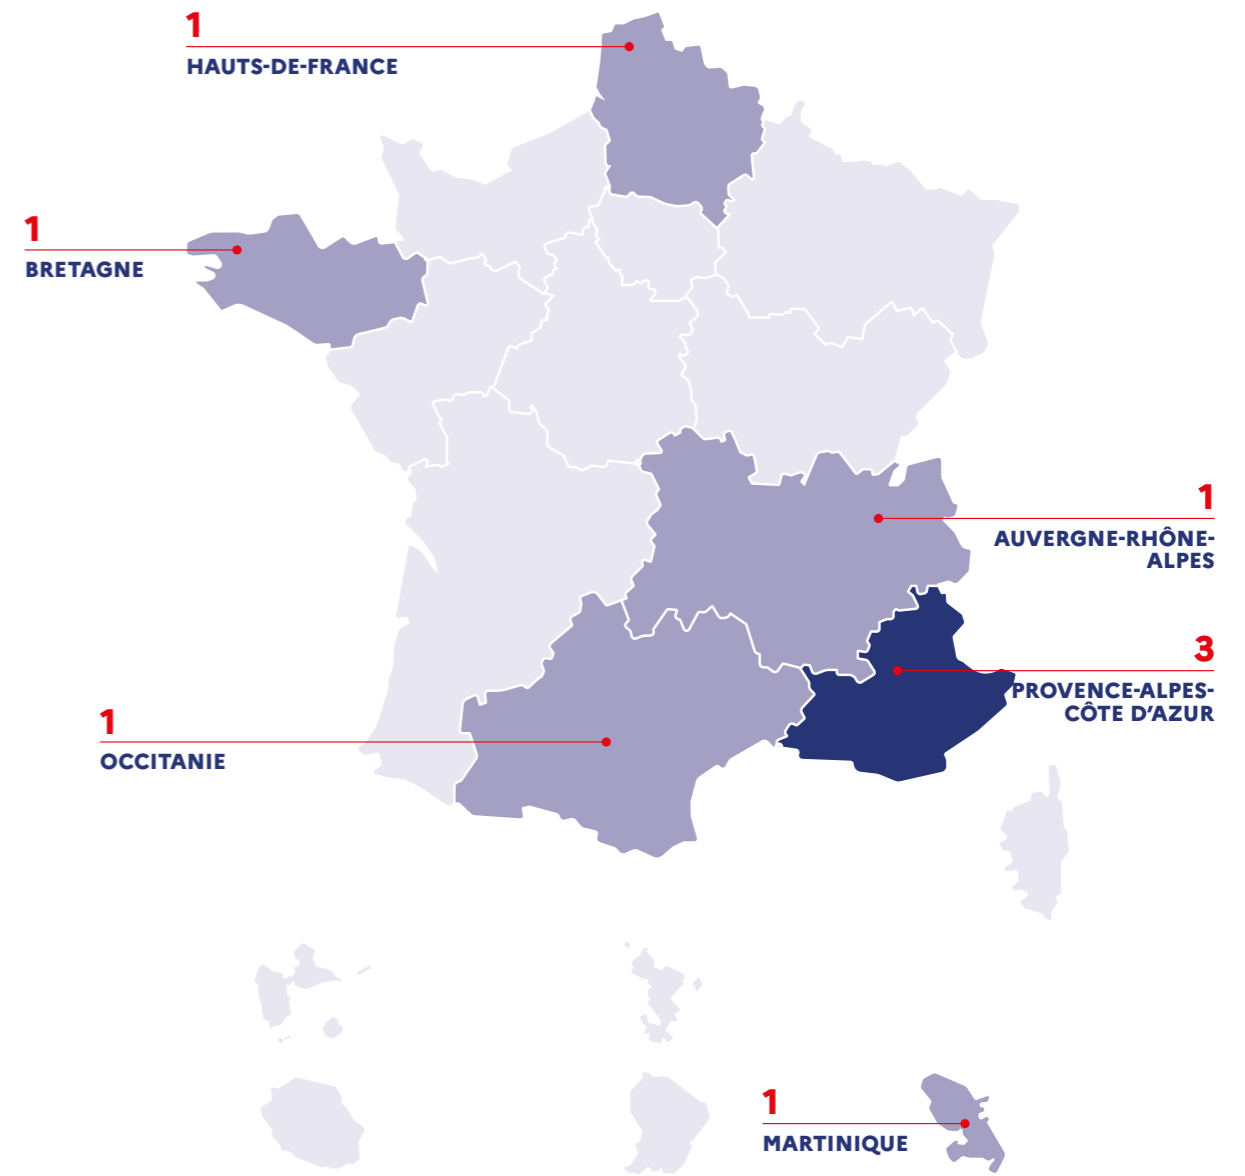 1
HAUTS-DE-FRANCE
1
BRETAGNE
1
AUVERGNE-RHÔNE-
ALPES
3
PROVENCE-ALPES-
CÔTE D’AZUR
1
OCCITANIE
1
MARTINIQUE